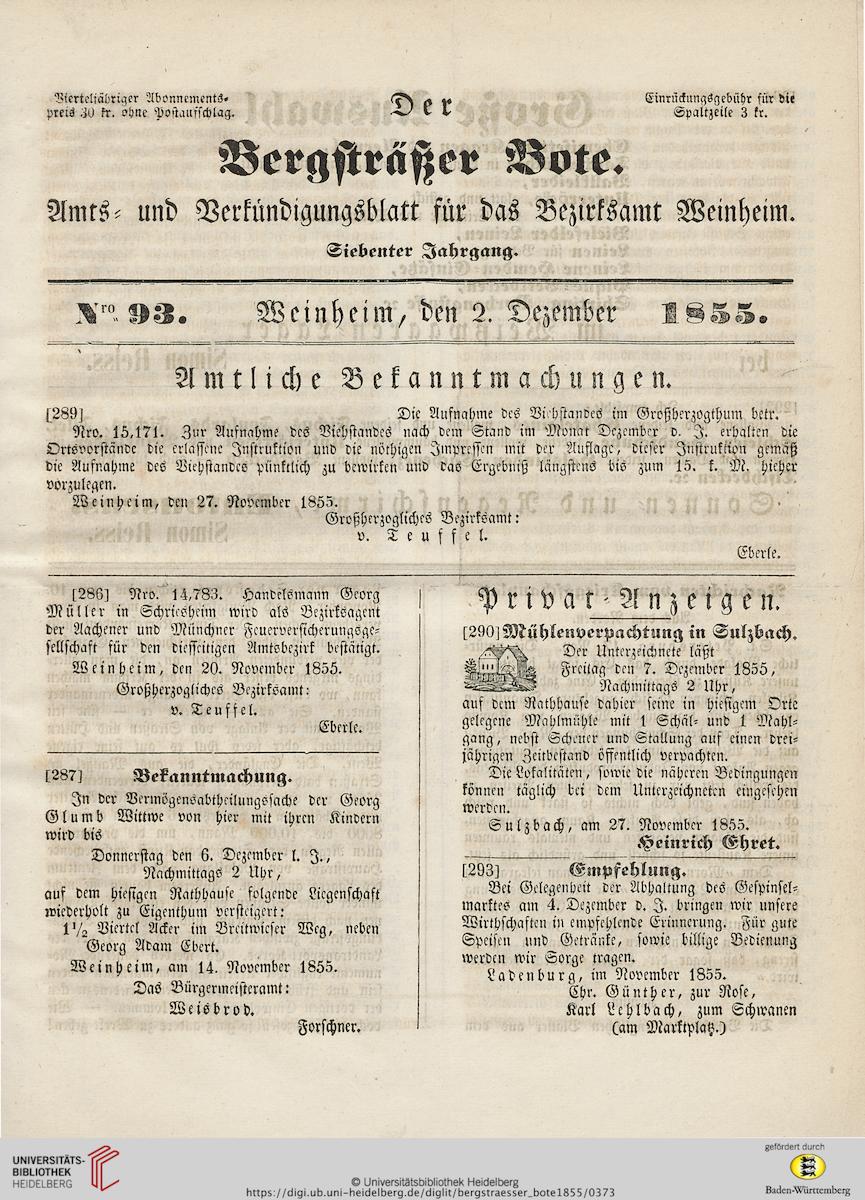 Vierteljähriger Abonnements-
preis 30 kr. ohne Postaufschlag.
Der
Einrückungsgebühr für die
Spaltzeile 3 kr.
Bergsträßer Bote.
Amts- und Verkündigungsblatt für das Bezirksamt Weinheim.
Siebenter Jahrgang.
Nro. 93. Weinheim, den 2. Dezember 1855.
Amtliche Bekanntmachungen.
[289] Die Aufnahme des Viehstandes im Großherzogthum betr.
Nro. 15,171. Zur Aufnahme des Viehstandes nach dem Stand im Monat Dezember d. J. erhalten die
Ortsvorstände die erlassene Instruktion und die nöthigen Impressen mit der Auflage, dieser Instruktion gemäß
die Aufnahme des Viehstandes pünktlich zu bewirken und das Ergebniß längstens bis zum 15. k. M. hieher
vorzulegen.
Weinheim, den 27. November 1855.
Großherzogliches Bezirksamt:
v. Teuffel.
Eberle.
[286] Nro. 14,783. Handelsmann Georg
Müller in Schriesheim wird als Bezirksagent
der Aachener und Münchner Feuerversicherungsge-
sellschaft für den diesseitigen Amtsbezirk bestätigt.
Weinheim, den 20. November 1855.
Großherzogliches Bezirksamt:
v. Teuffel.
Eberle.
[287] Bekanntmachung.
In der Vermögensabtheilungssache der Georg
Glumb Wittwe von hier mit ihren Kindern
wird bis
Donnerstag den 6. Dezember l. J.,
Nachmittags 2 Uhr,
auf dem hiesigen Rathhause folgende Liegenschaft
wiederholt zu Eigenthum versteigert:
1 1/2 Viertel Acker im Breitwieser Weg, neben
Georg Adam Ebert.
Weinheim, am 14. November 1855.
Das Bürgermeisteramt:
Weisbrod.
Forschner.
Privat-Anzeigen.
[290] Mühlenverpachtung in Sulzbach.
Der Unterzeichnete läßt
Freitag den 7. Dezember 1855,
Nachmittags 2 Uhr,
auf dem Rathhause dahier seine in hiesigem Orte
gelegene Mahlmühle mit 1 Schäl- und 1 Mahl-
gang, nebst Scheuer und Stallung auf einen drei-
jährigen Zeitbestand öffentlich verpachten.
Die Lokalitäten, sowie die näheren Bedingungen
können täglich bei dem Unterzeichneten eingesehen
werden.
Sulzbach, am 27. November 1855.
Heinrich Ehret.
[293] Empfehlung.
Bei Gelegenheit der Abhaltung des Gespinsel-
marktes am 4. Dezember d. J. bringen wir unsere
Wirthschaften in empfehlende Erinnerung. Für gute
Speisen und Getränke, sowie billige Bedienung
werden wir Sorge tragen.
Ladenburg, im November 1855.
Chr. Günther, zur Rose,
Karl Lehlbach, zum Schwanen
(am Marktplatz.)
UNIVERSITÄTS-
BIBLIOTHEK
HEIDELBERG
© Universitätsbibliothek Heidelberg
https://digi.ub.uni-heidelberg.de/diglit/bergstraesser_bote1855/0373
gefördert durch
Baden-Württemberg